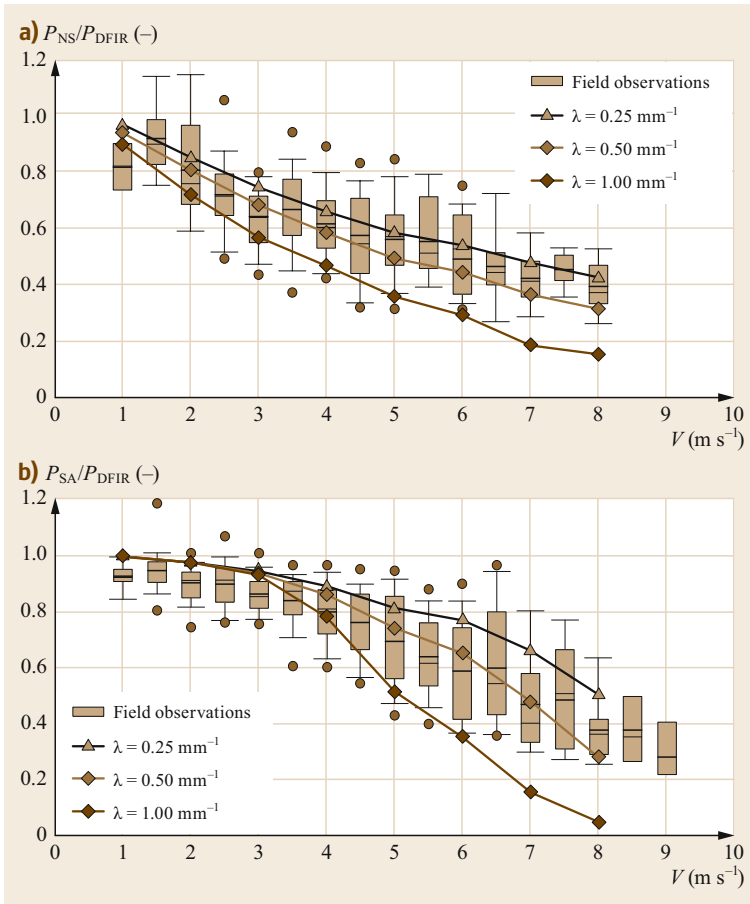 a) P_NS/P_DFIR (–)
1.2
1.0
0.8
0.6
0.4
0.2
0
Field observations
λ = 0.25 mm⁻¹
λ = 0.50 mm⁻¹
λ = 1.00 mm⁻¹
0 1 2 3 4 5 6 7 8 9 10
V (m s⁻¹)
b) P_SA/P_DFIR (–)
1.2
1.0
0.8
0.6
0.4
0.2
0
Field observations
λ = 0.25 mm⁻¹
λ = 0.50 mm⁻¹
λ = 1.00 mm⁻¹
0 1 2 3 4 5 6 7 8 9 10
V (m s⁻¹)